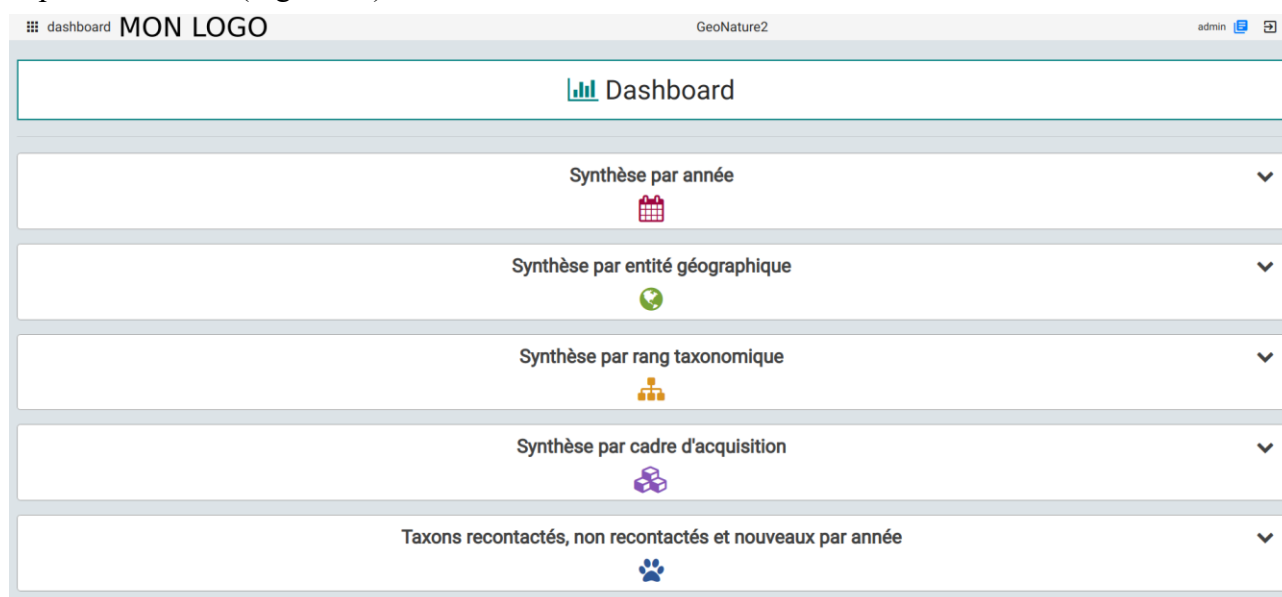 dashboard MON LOGO GeoNature2 admin
Dashboard
Synthèse par année
Synthèse par entité géographique
Synthèse par rang taxonomique
Synthèse par cadre d'acquisition
Taxons recontactés, non recontactés et nouveaux par année